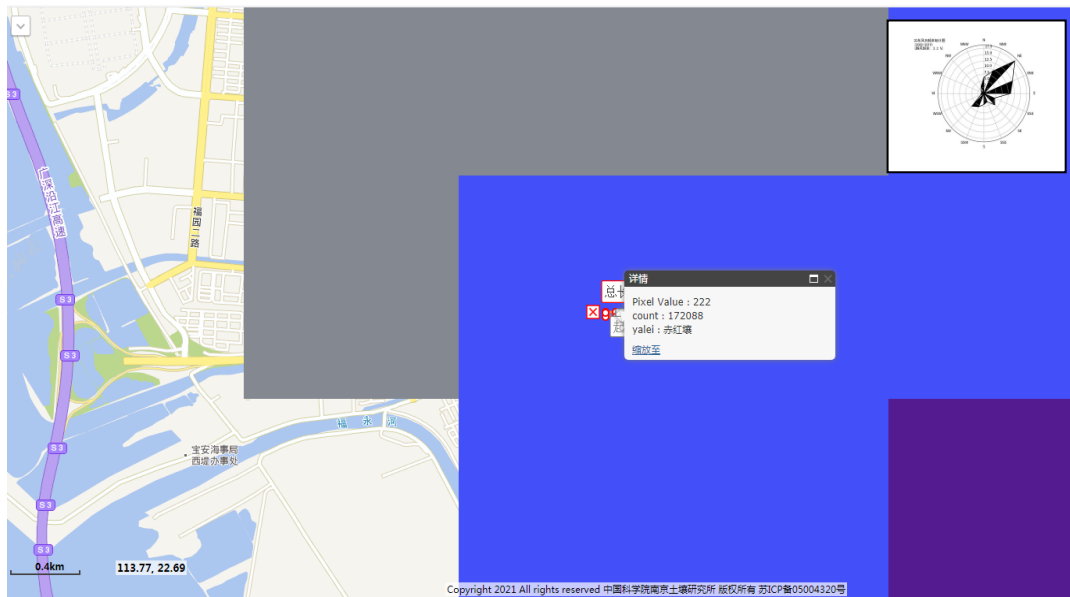 S3
广深沿江高速
福园二路
N
NE
E
S
W
详情
Pixel Value : 222
count : 172088
yalei : 赤红壤
缩放至
总长
起
S3
S3
福永河
宝安海事局
西堤办事处
S3
S3
S3
0.4km
113.77, 22.69
Copyright 2021 All rights reserved 中国科学院南京土壤研究所 版权所有 苏ICP备05004320号